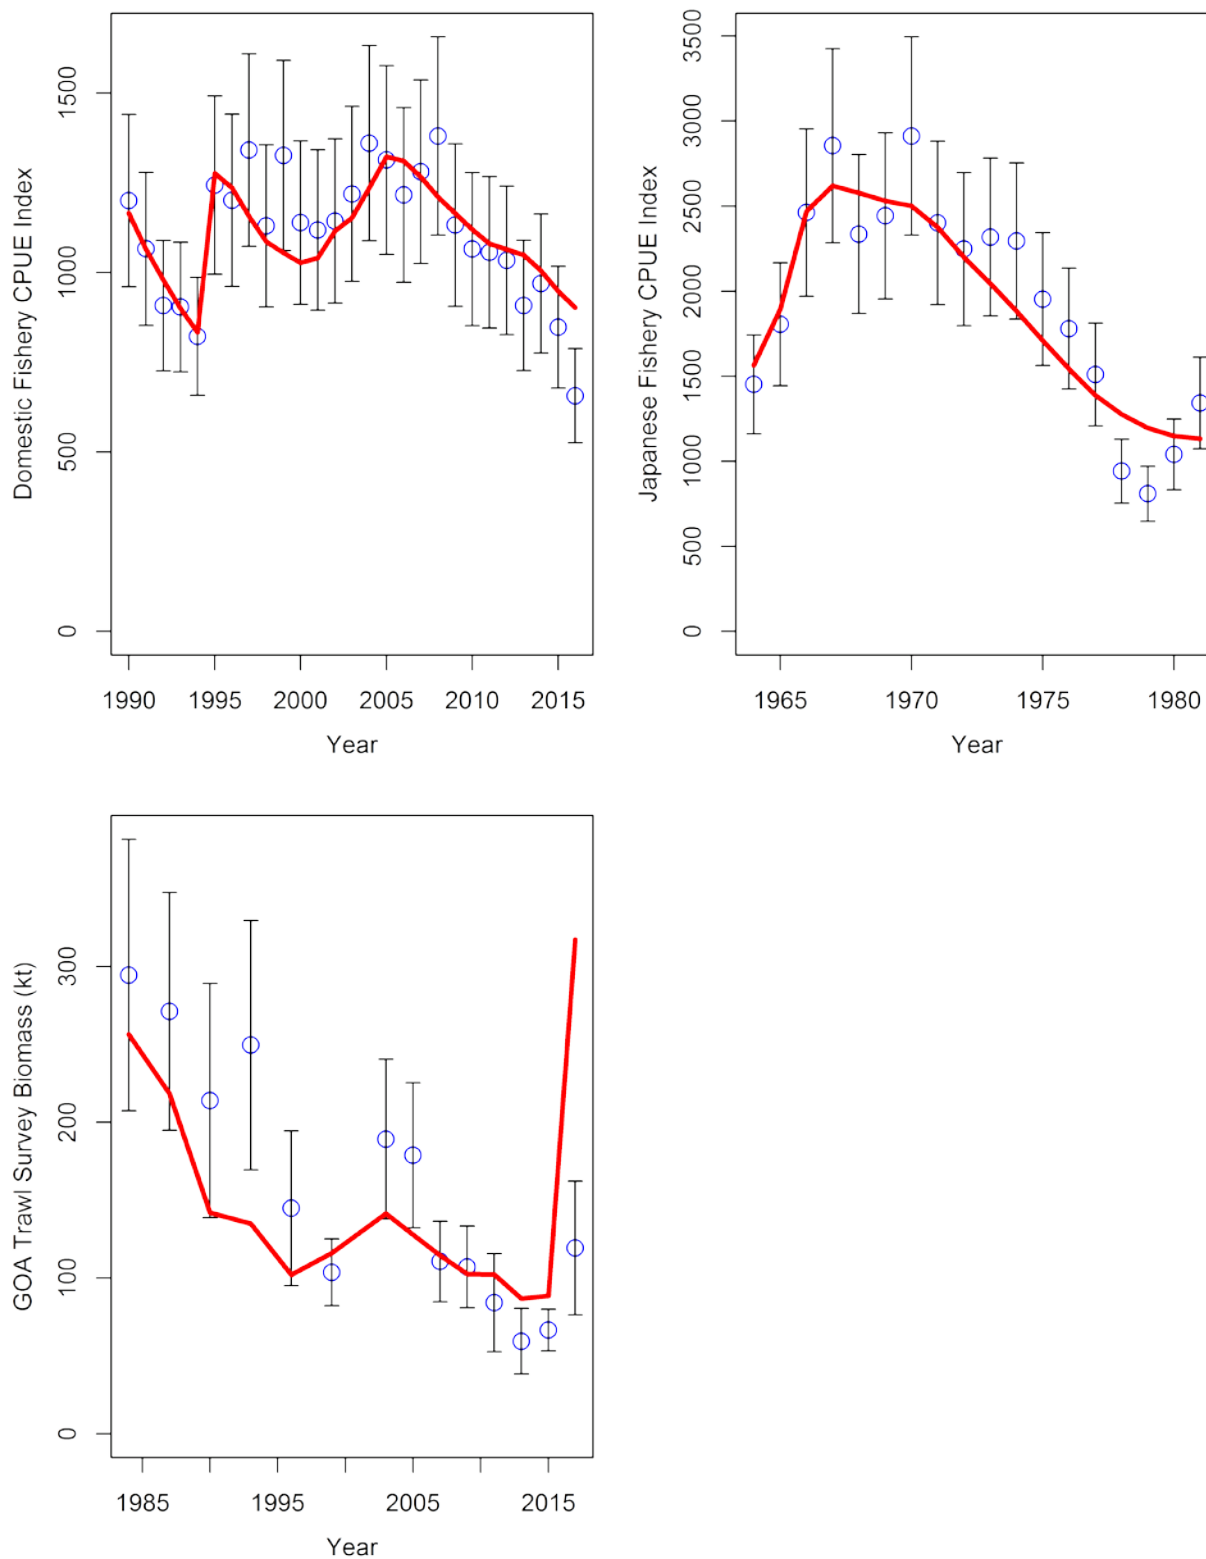 Domestic Fishery CPUE Index
1500
1000
500
0
1990 1995 2000 2005 2010 2015
Year
Japanese Fishery CPUE Index
3500
3000
2500
2000
1500
1000
500
0
1965 1970 1975 1980
Year
GOA Trawl Survey Biomass (kt)
300
200
100
0
1985 1995 2005 2015
Year